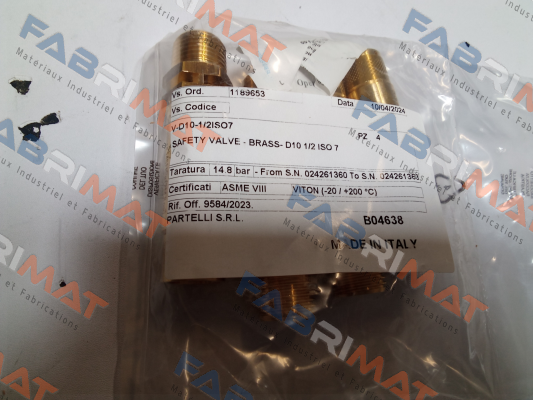 Vs. Ord. 1189653 Data 10/04/2024
Vs. Codice
V-D10-1/2ISO7 PZ 4
SAFETY VALVE - BRASS- D10 1/2 ISO 7
Taratura 14.8 bar - From S.N. 024261360 To S.N. 024261363
Certificati ASME VIII VITON (-20 / +200 °C)
Rif. Off. 9584/2023.
PARTELLI S.R.L. B04638
MADE IN ITALY
FABRIMAT
Materiaux Industriels et Fabrications